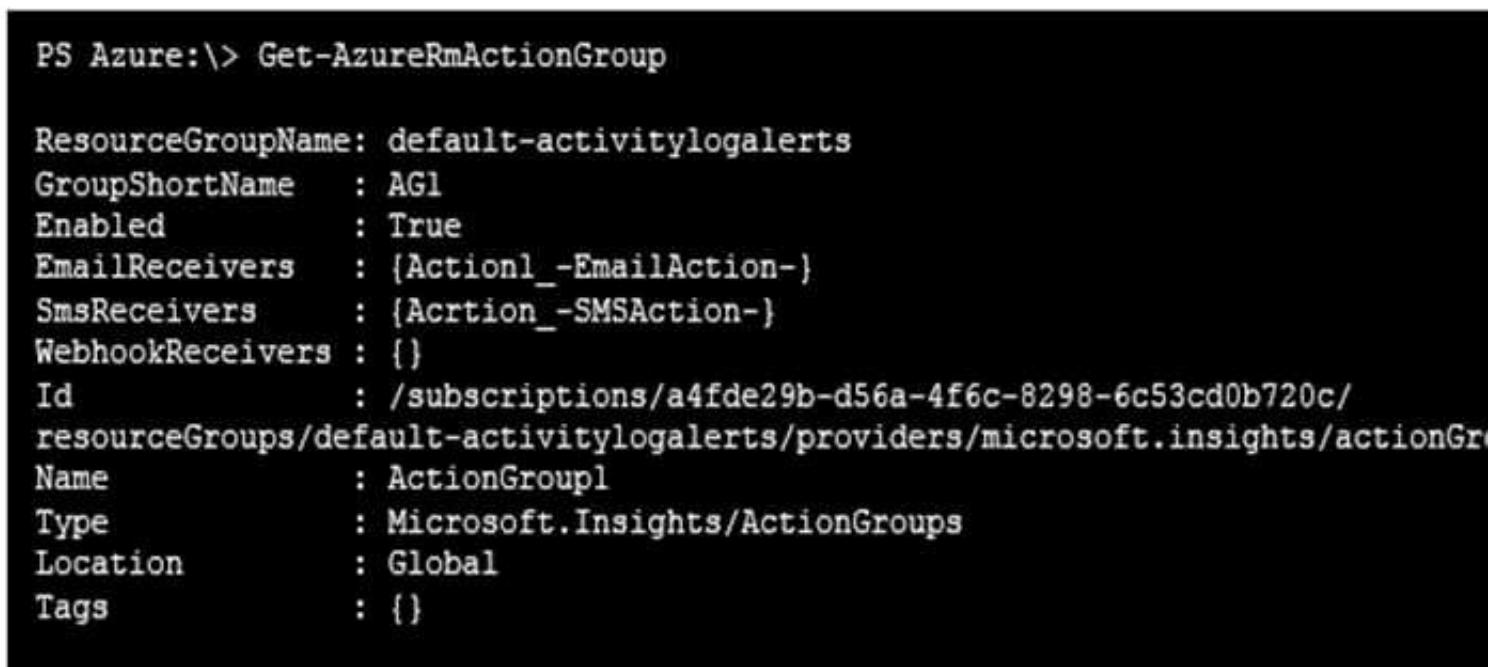 PS Azure:\> Get-AzureRmActionGroup
ResourceGroupName: default-activitylogalerts
GroupShortName : AG1
Enabled : True
EmailReceivers : {Action1_-EmailAction-}
SmsReceivers : {Acrtion_-SMSAction-}
WebhookReceivers : {}
Id : /subscriptions/a4fde29b-d56a-4f6c-8298-6c53cd0b720c/
resourceGroups/default-activitylogalerts/providers/microsoft.insights/actionGr
Name : ActionGroup1
Type : Microsoft.Insights/ActionGroups
Location : Global
Tags : {}